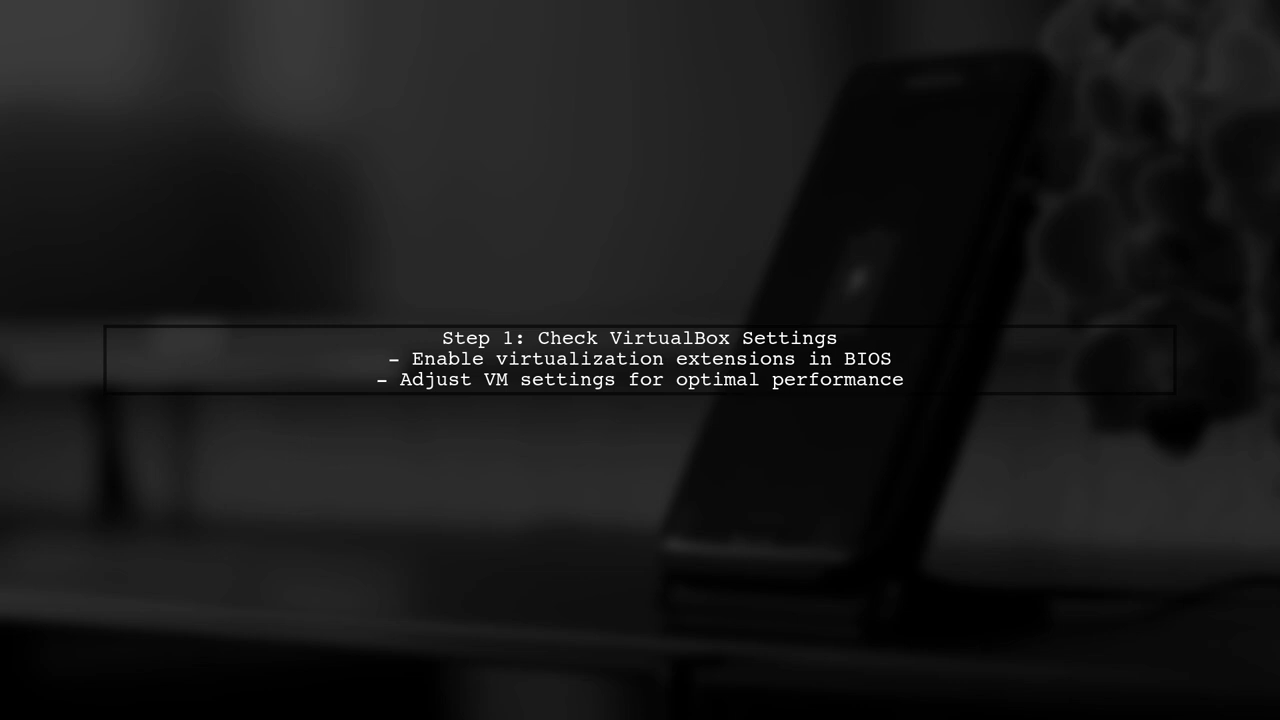 Step 1: Check VirtualBox Settings
– Enable virtualization extensions in BIOS
– Adjust VM settings for optimal performance